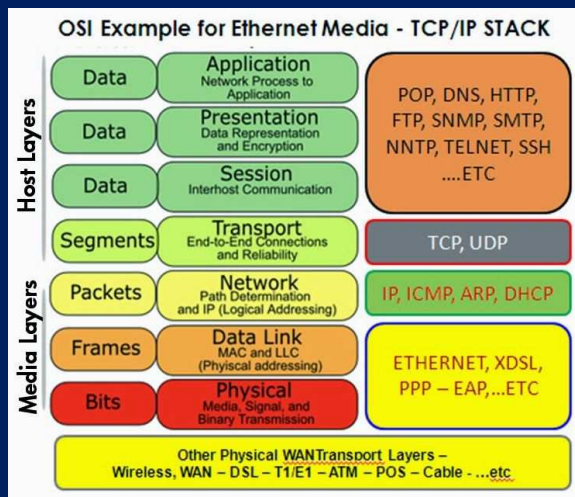 OSI Example for Ethernet Media - TCP/IP STACK
Host Layers
Data
Application
Network Process to
Application
Data
Presentation
Data Representation
and Encryption
Data
Session
Interhost Communication
POP, DNS, HTTP,
FTP, SNMP, SMTP,
NNTP, TELNET, SSH
....ETC
Segments
Transport
End-to-End Connections
and Reliability
TCP, UDP
Media Layers
Packets
Network
Path Determination
and IP (Logical Addressing)
IP, ICMP, ARP, DHCP
Frames
Data Link
MAC and LLC
(Phyiscal addressing)
Bits
Physical
Media, Signal, and
Binary Transmission
ETHERNET, XDSL,
PPP – EAP,...ETC
Other Physical WANTransport Layers –
Wireless, WAN – DSL – T1/E1 – ATM – POS – Cable - ...etc